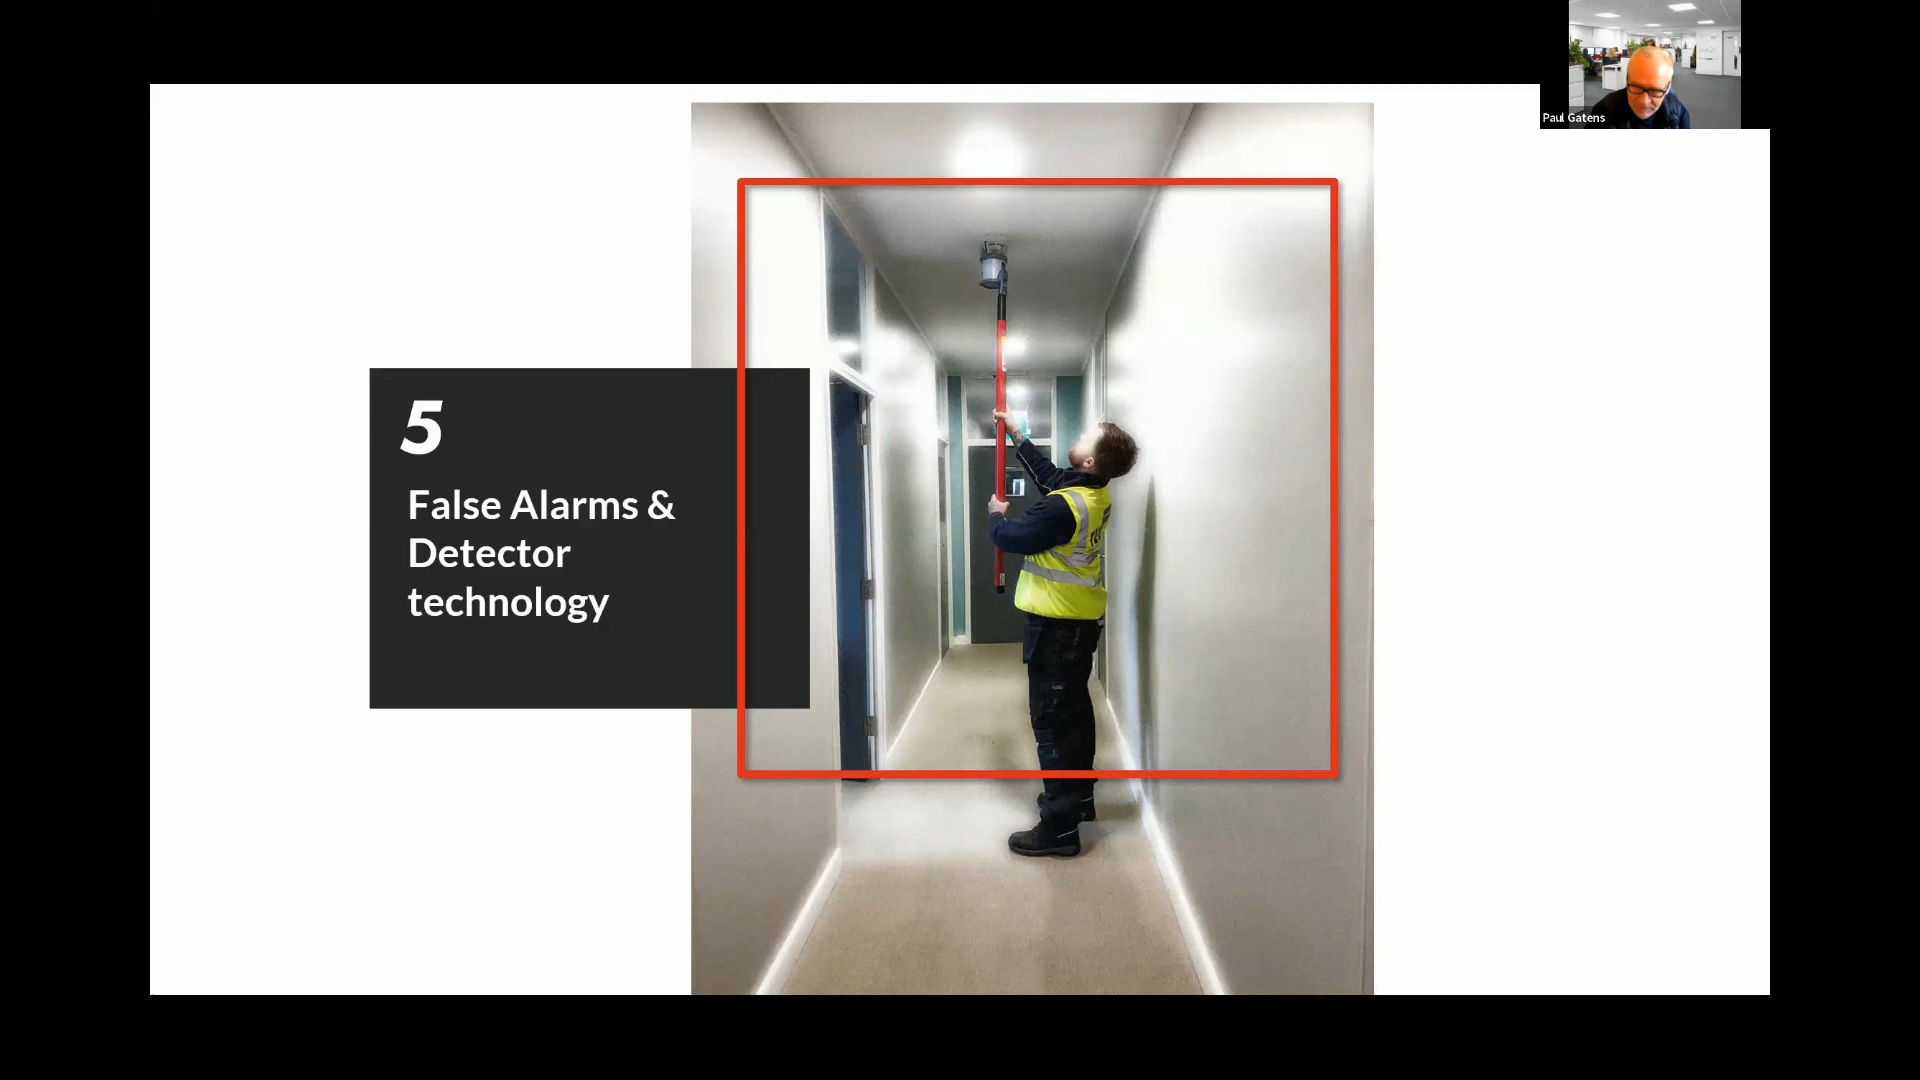 Paul Gatens
5
False Alarms &
Detector
technology